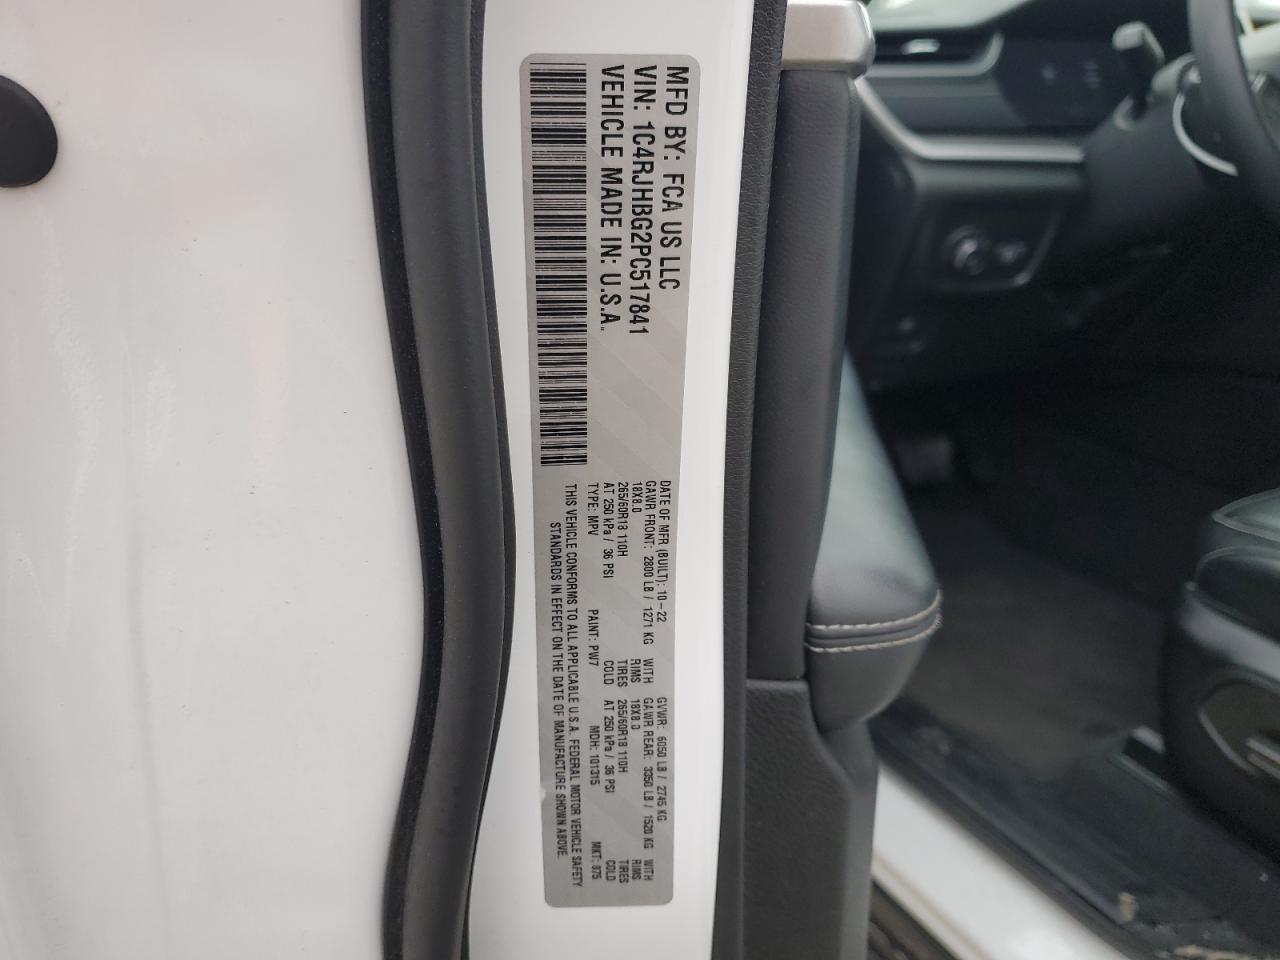 MFD BY: FCA US LLC
VIN: 1C4RJHBG2PC517841
VEHICLE MADE IN: U.S.A.
DATE OF MFR (BUILT): 10-22 GVWR: 6050 LB / 2745 KG
GAWR FRONT: 2800 LB / 1271 KG WITH GAWR REAR: 3350 LB / 1520 KG WITH
18X8.0 RIMS 18X8.0 RIMS
265/60R18 110H TIRES 265/60R18 110H TIRES
AT 250 kPa / 36 PSI COLD AT 250 kPa / 36 PSI COLD
TYPE: MPV PAINT: PW7 MDH: 101315 MKT: 875
THIS VEHICLE CONFORMS TO ALL APPLICABLE U.S.A. FEDERAL MOTOR VEHICLE SAFETY
STANDARDS IN EFFECT ON THE DATE OF MANUFACTURE SHOWN ABOVE.